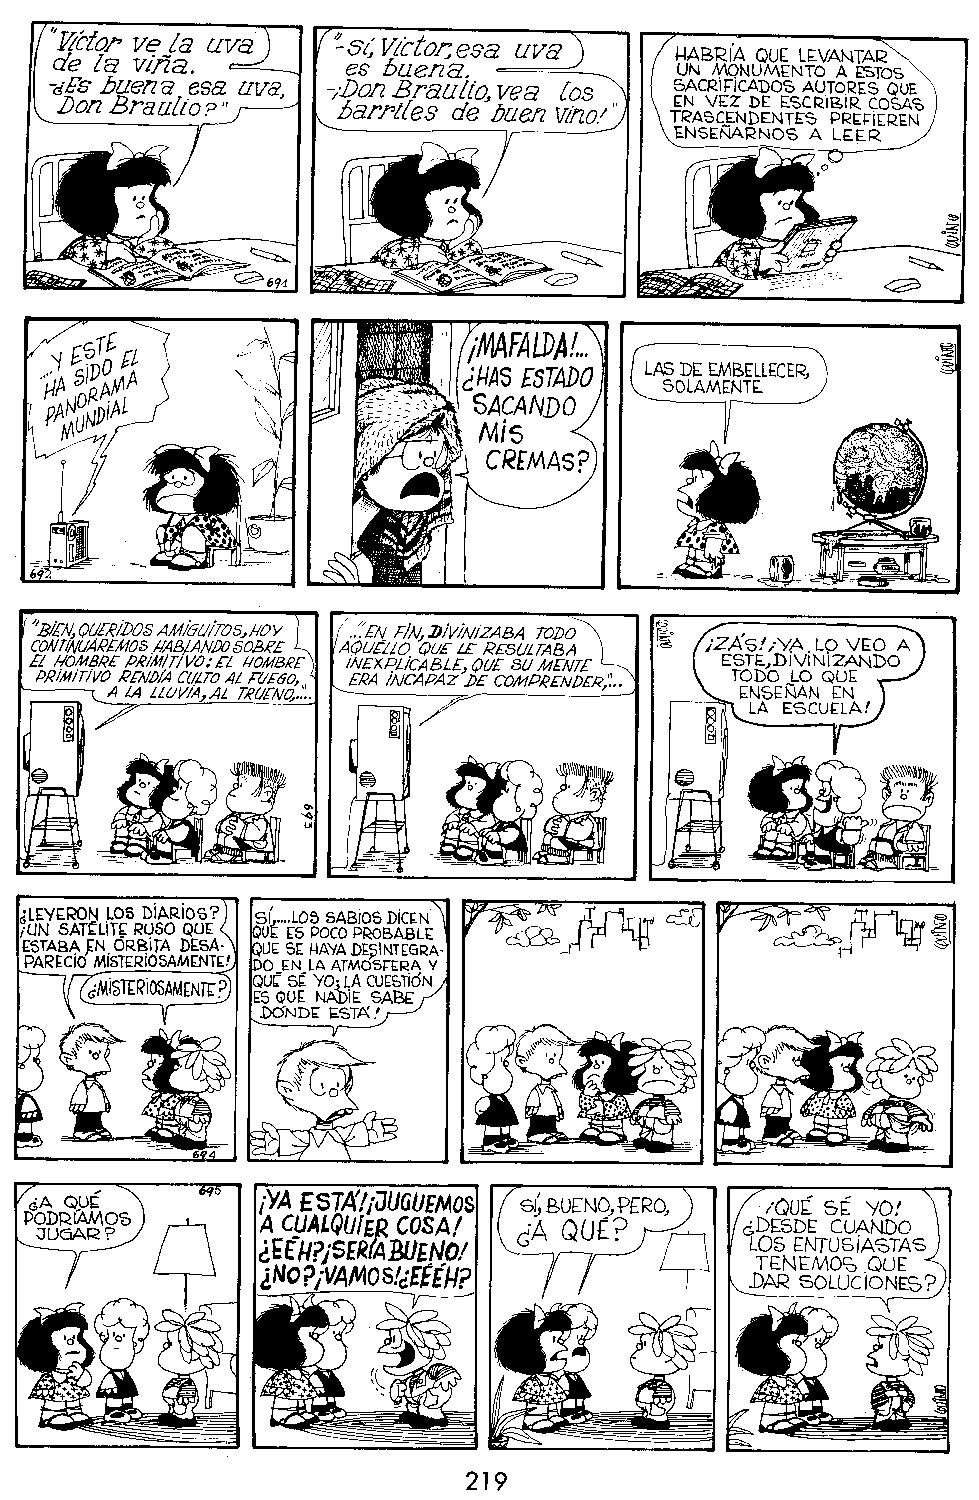 "Víctor ve la uva
de la viña.
-¿Es buena esa uva,
Don Braulio?"
691
"-Sí, Víctor, esa uva
es buena.
-¡Don Braulio, vea los
barriles de buen vino!"
HABRÍA QUE LEVANTAR
UN MONUMENTO A ESTOS
SACRIFICADOS AUTORES QUE
EN VEZ DE ESCRIBIR COSAS
TRASCENDENTES PREFIEREN
ENSEÑARNOS A LEER
QUINO
...Y ESTE
HA SIDO EL
PANORAMA
MUNDIAL
692
¡MAFALDA!...
¿HAS ESTADO
SACANDO
MIS
CREMAS?
LAS DE EMBELLECER,
SOLAMENTE
QUINO
"BIEN, QUERIDOS AMIGUITOS, HOY
CONTINUAREMOS HABLANDO SOBRE
EL HOMBRE PRIMITIVO: EL HOMBRE
PRIMITIVO RENDÍA CULTO AL FUEGO,
A LA LLUVIA, AL TRUENO,...
693
...EN FIN, DIVINIZABA TODO
AQUELLO QUE LE RESULTABA
INEXPLICABLE, QUE SU MENTE
ERA INCAPAZ DE COMPRENDER,"...
QUINO
¡ZÁS!¡YA LO VEO A
ESTE, DIVINIZANDO
TODO LO QUE
ENSEÑAN EN
LA ESCUELA!
¿LEYERON LOS DIARIOS?
¡UN SATÉLITE RUSO QUE
ESTABA EN ÓRBITA DESA-
PARECIÓ MISTERIOSAMENTE!
¿MISTERIOSAMENTE?
694
SÍ,....LOS SABIOS DICEN
QUE ES POCO PROBABLE
QUE SE HAYA DESINTEGRA-
DO EN LA ATMÓSFERA Y
QUÉ SÉ YO; ¡LA CUESTIÓN
ES QUE NADIE SABE
DÓNDE ESTÁ!
QUINO
¿A QUÉ
PODRÍAMOS
JUGAR?
695
¡YA ESTÁ!¡JUGUEMOS
A CUALQUIER COSA!
¿EÉH?¡SERÍA BUENO!
¿NO?¡VAMOS!¿EÉÉH?
SÍ, BUENO, PERO,
¿A QUÉ?
¡QUÉ SÉ YO!
¿DESDE CUANDO
LOS ENTUSIASTAS
TENEMOS QUE
DAR SOLUCIONES?
QUINO
219